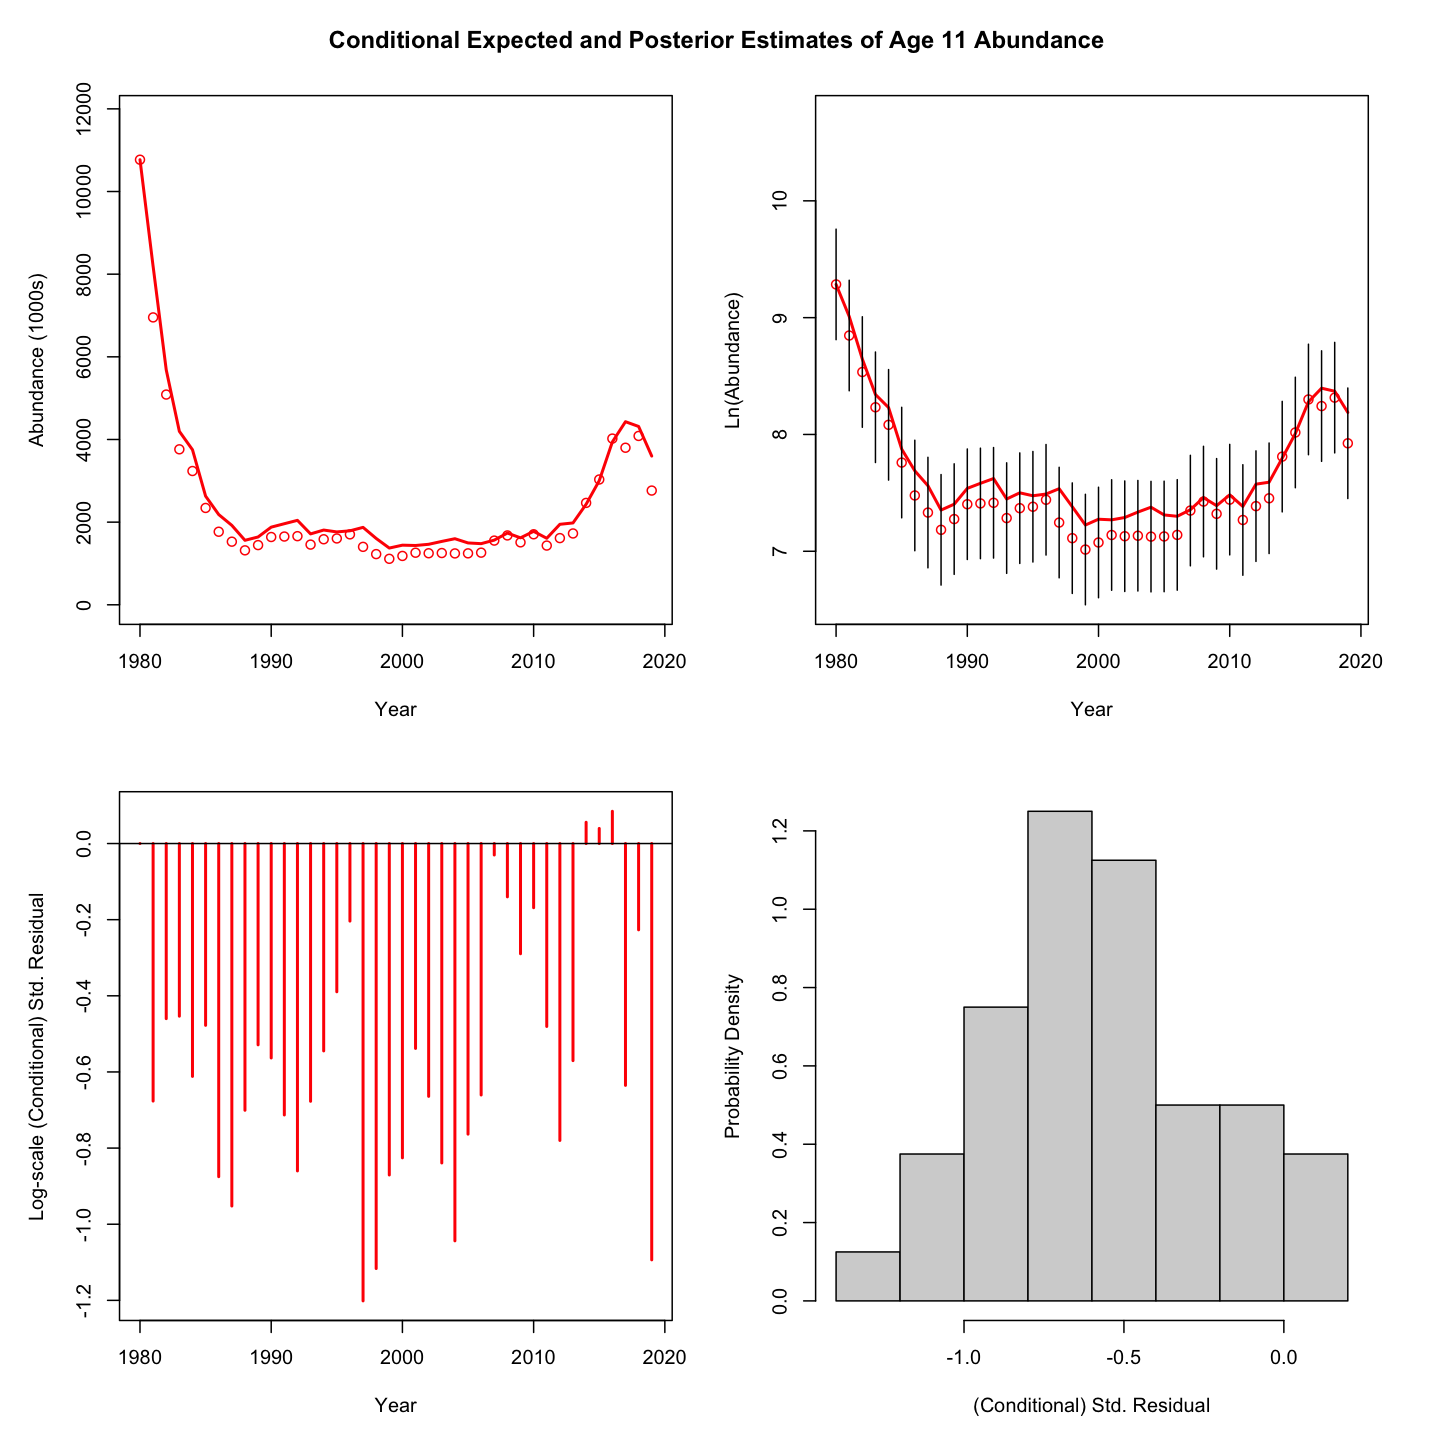 Conditional Expected and Posterior Estimates of Age 11 Abundance
Abundance (1000s)
12000
10000
8000
6000
4000
2000
0
1980 1990 2000 2010 2020
Year
Ln(Abundance)
10
9
8
7
1980 1990 2000 2010 2020
Year
Log-scale (Conditional) Std. Residual
0.0
-0.2
-0.4
-0.6
-0.8
-1.0
-1.2
1980 1990 2000 2010 2020
Year
Probability Density
1.2
1.0
0.8
0.6
0.4
0.2
0.0
-1.0 -0.5 0.0
(Conditional) Std. Residual